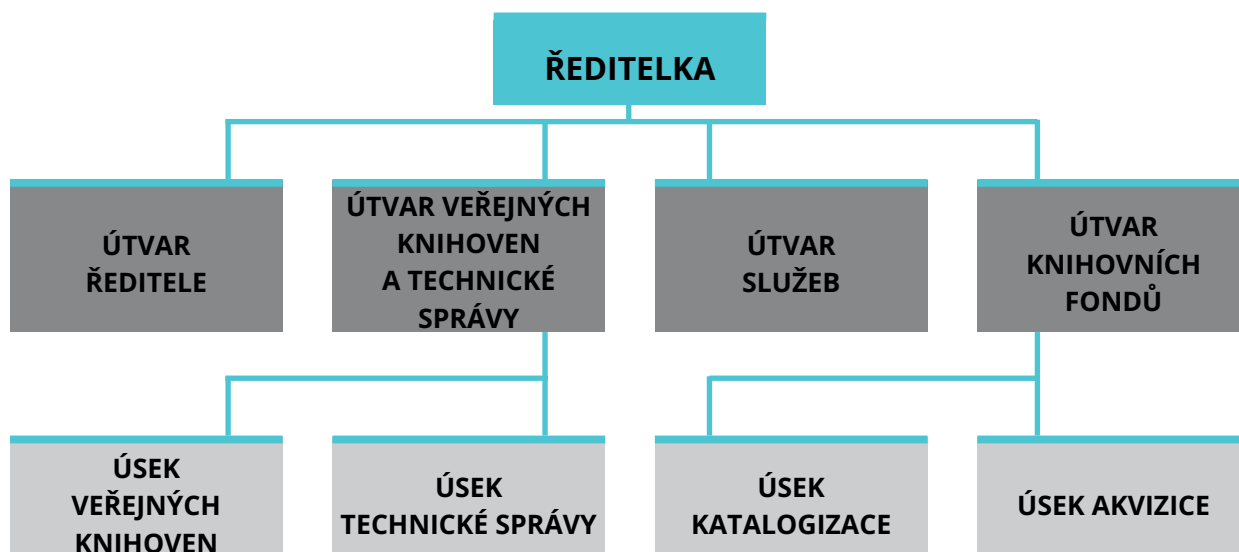 ŘEDITELKA
ÚTVAR
ŘEDITELE
ÚTVAR VEŘEJNÝCH
KNIHOVEN
A TECHNICKÉ
SPRÁVY
ÚTVAR
SLUŽEB
ÚTVAR
KNIHOVNÍCH
FONDŮ
ÚSEK
VEŘEJNÝCH
KNIHOVEN
ÚSEK
TECHNICKÉ SPRÁVY
ÚSEK
KATALOGIZACE
ÚSEK AKVIZICE